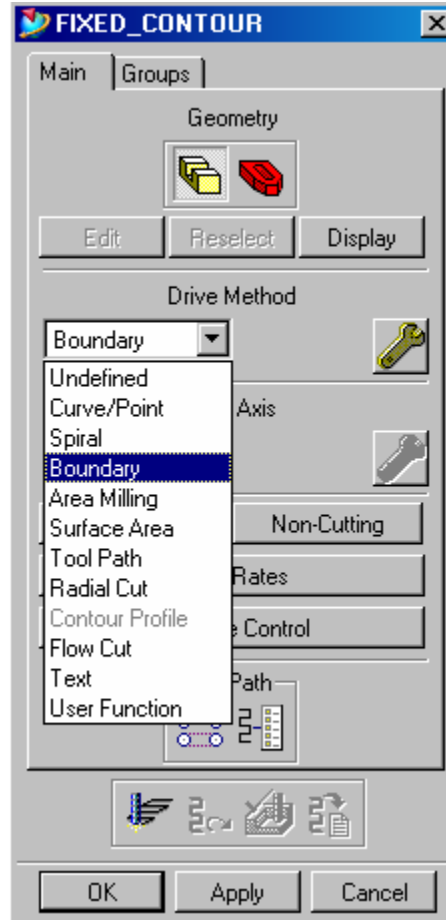 FIXED_CONTOUR
Main Groups
Geometry
Edit Reselect Display
Drive Method
Boundary
Undefined
Curve/Point
Axis
Spiral
Boundary
Area Milling
Surface Area
Non-Cutting
Tool Path
Radial Cut
Rates
Contour Profile
e Control
Flow Cut
Text
Path
User Function
OK Apply Cancel